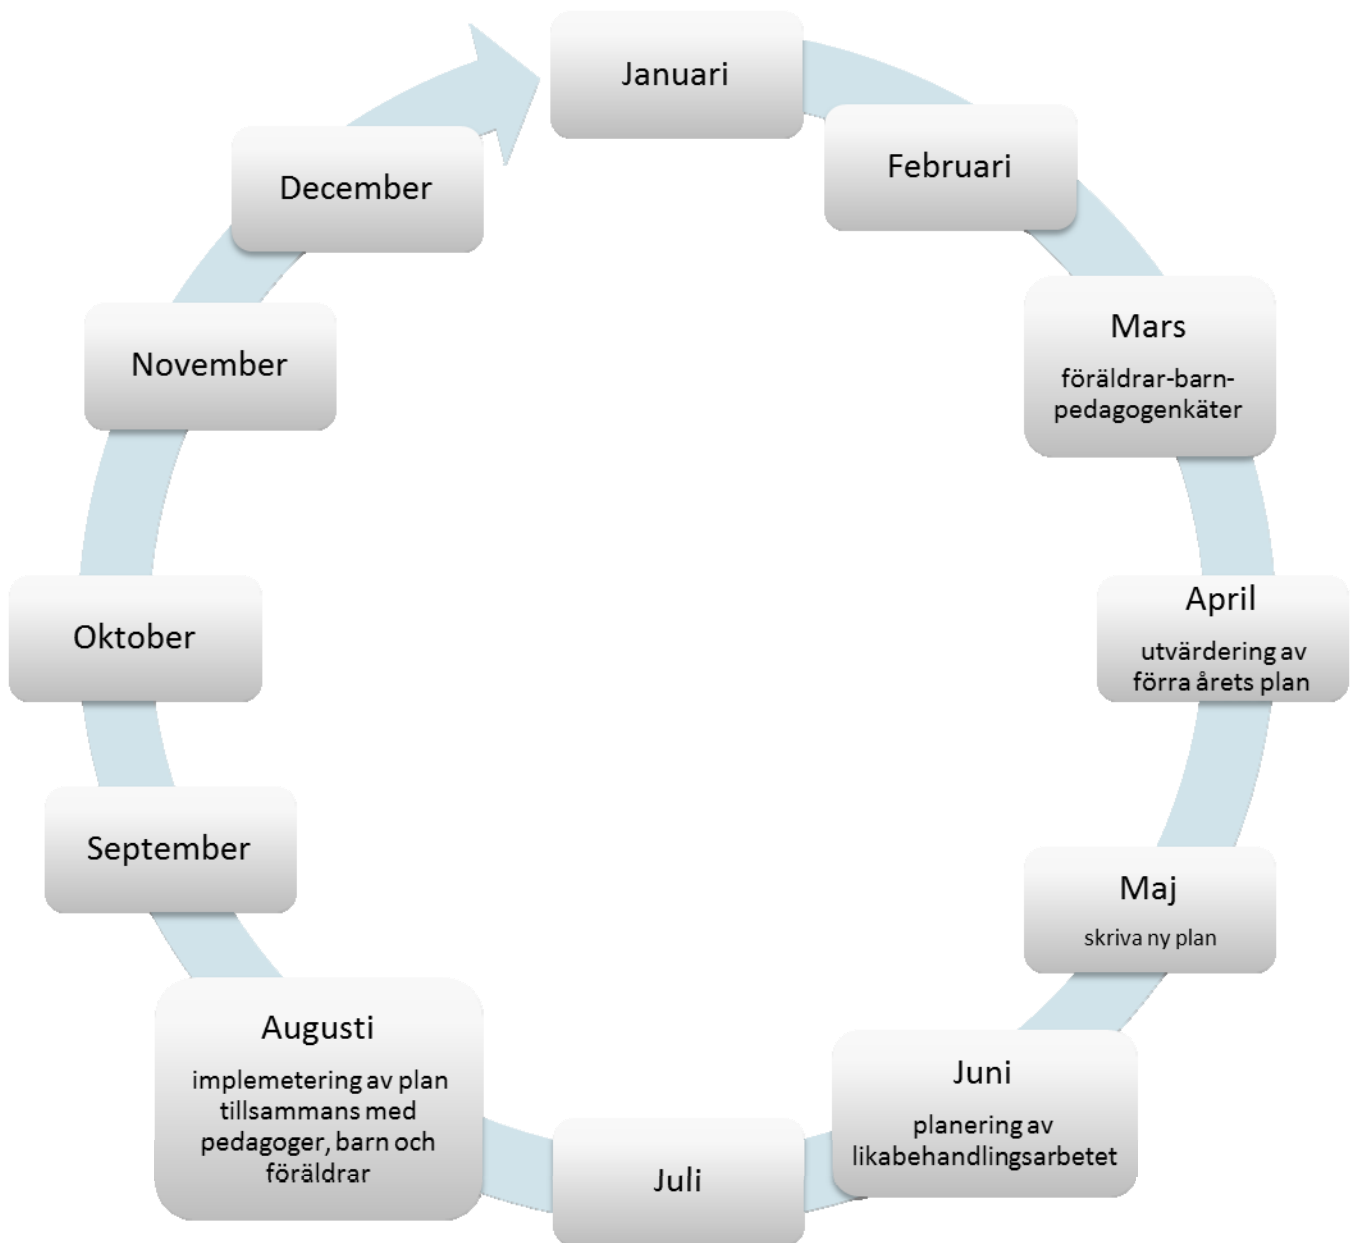 Januari
Februari
Mars
föräldrar-barn-
pedagogenkäter
April
utvärdering av
förra årets plan
Maj
skriva ny plan
Juni
planering av
likabehandlingsarbetet
Juli
Augusti
implemetering av plan
tillsammans med
pedagoger, barn och
föräldrar
September
Oktober
November
December